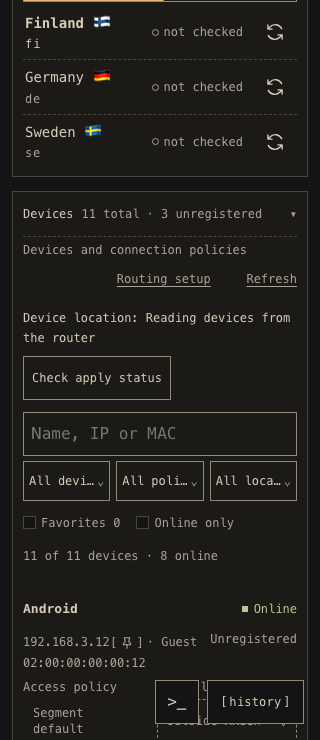 Finland 🇫🇮
fi
not checked
Germany 🇩🇪
de
not checked
Sweden 🇸🇪
se
not checked
Devices 11 total · 3 unregistered ▾
Devices and connection policies
Routing setup Refresh
Device location: Reading devices from
the router
Check apply status
Name, IP or MAC
All devi… All poli… All loca…
Favorites 0 Online only
11 of 11 devices · 8 online
Android
Online
192.168.3.12[ ] · Guest
Unregistered
02:00:00:00:00:12
Access policy
Segment
default
>_
[history]